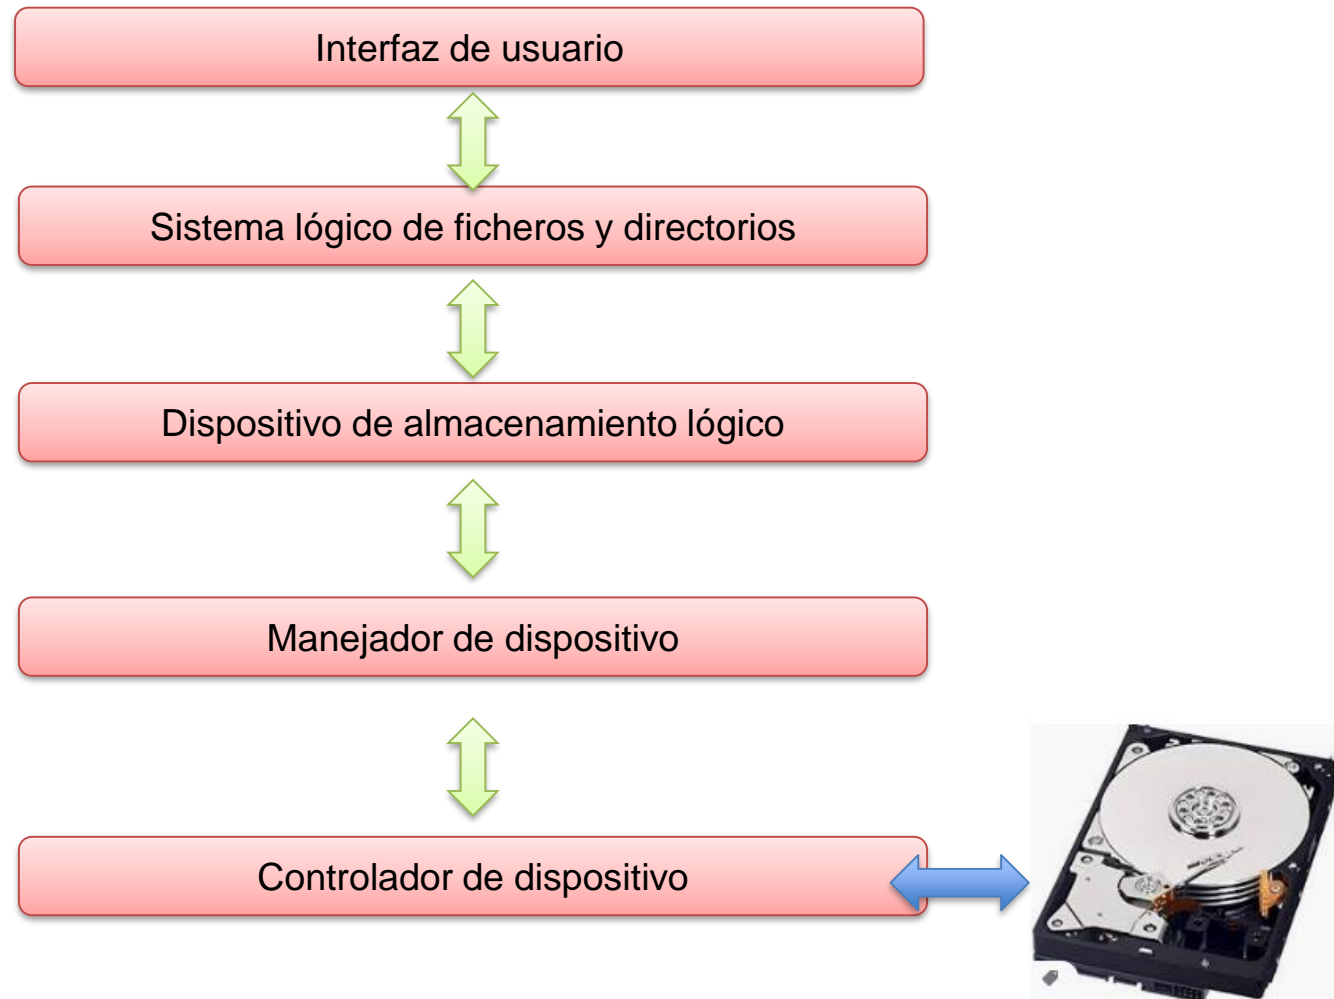 Interfaz de usuario
Sistema lógico de ficheros y directorios
Dispositivo de almacenamiento lógico
Manejador de dispositivo
Controlador de dispositivo